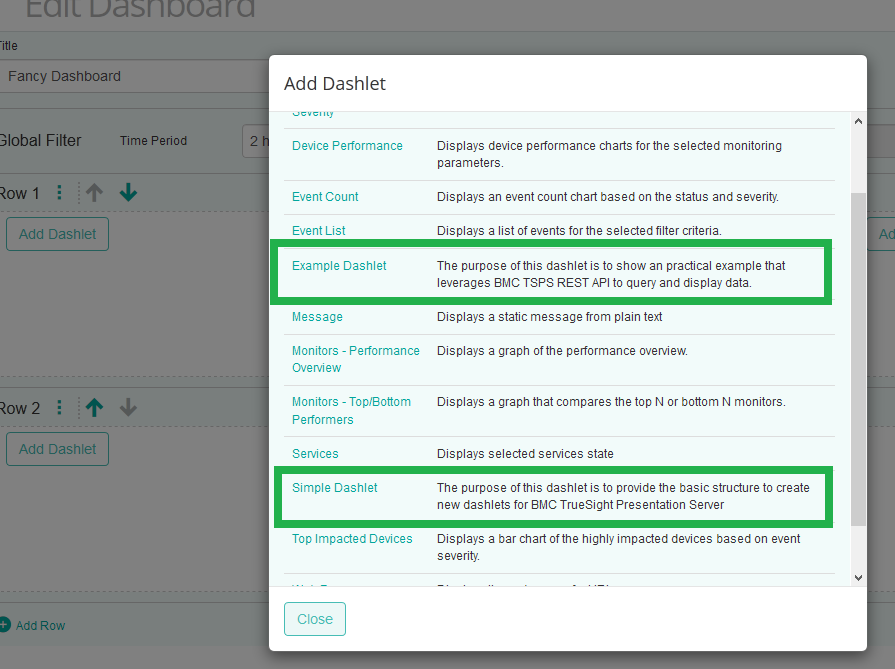 Edit Dashboard
Title
Fancy Dashboard
Global Filter
Time Period
2 h
Row 1
Add Dashlet
Ad
Row 2
Add Dashlet
Add Row
Add Dashlet
Severity
Device Performance
Displays device performance charts for the selected monitoring
parameters.
Event Count
Displays an event count chart based on the status and severity.
Event List
Displays a list of events for the selected filter criteria.
Example Dashlet
The purpose of this dashlet is to show an practical example that
leverages BMC TSPS REST API to query and display data.
Message
Displays a static message from plain text
Monitors - Performance
Overview
Displays a graph of the performance overview.
Monitors - Top/Bottom
Performers
Displays a graph that compares the top N or bottom N monitors.
Services
Displays selected services state
Simple Dashlet
The purpose of this dashlet is to provide the basic structure to create
new dashlets for BMC TrueSight Presentation Server
Top Impacted Devices
Displays a bar chart of the highly impacted devices based on event
severity.
Close